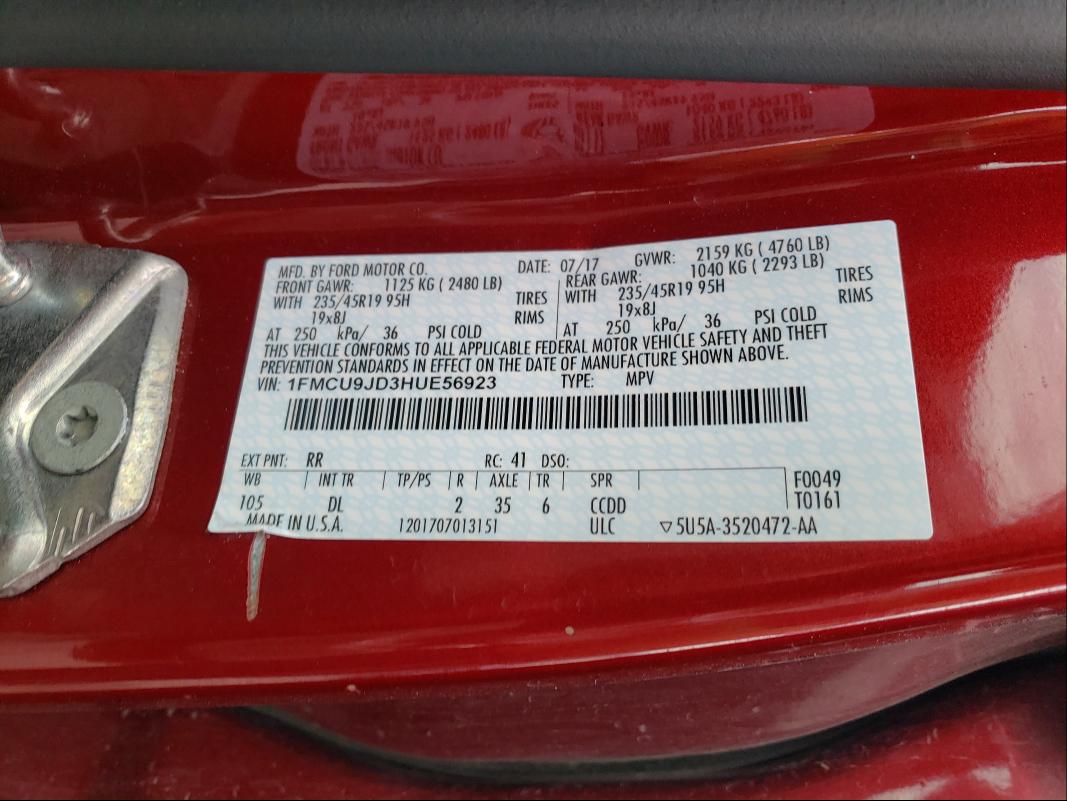 MFD. BY FORD MOTOR CO. DATE: 07/17 GVWR: 2159 KG ( 4760 LB)
FRONT GAWR: 1125 KG ( 2480 LB) REAR GAWR: 1040 KG ( 2293 LB)
WITH 235/45R19 95H TIRES WITH 235/45R19 95H TIRES
19x8J RIMS 19x8J RIMS
AT 250 kPa/ 36 PSI COLD AT 250 kPa/ 36 PSI COLD
THIS VEHICLE CONFORMS TO ALL APPLICABLE FEDERAL MOTOR VEHICLE SAFETY AND THEFT
PREVENTION STANDARDS IN EFFECT ON THE DATE OF MANUFACTURE SHOWN ABOVE.
VIN: 1FMCU9JD3HUE56923 TYPE: MPV
EXT PNT: RR RC: 41 DSO:
WB INT TR TP/PS R AXLE TR SPR F0049
105 DL 2 35 6 CCDD T0161
MADE IN U.S.A. 1201707013151 ULC ▽5U5A-3520472-AA